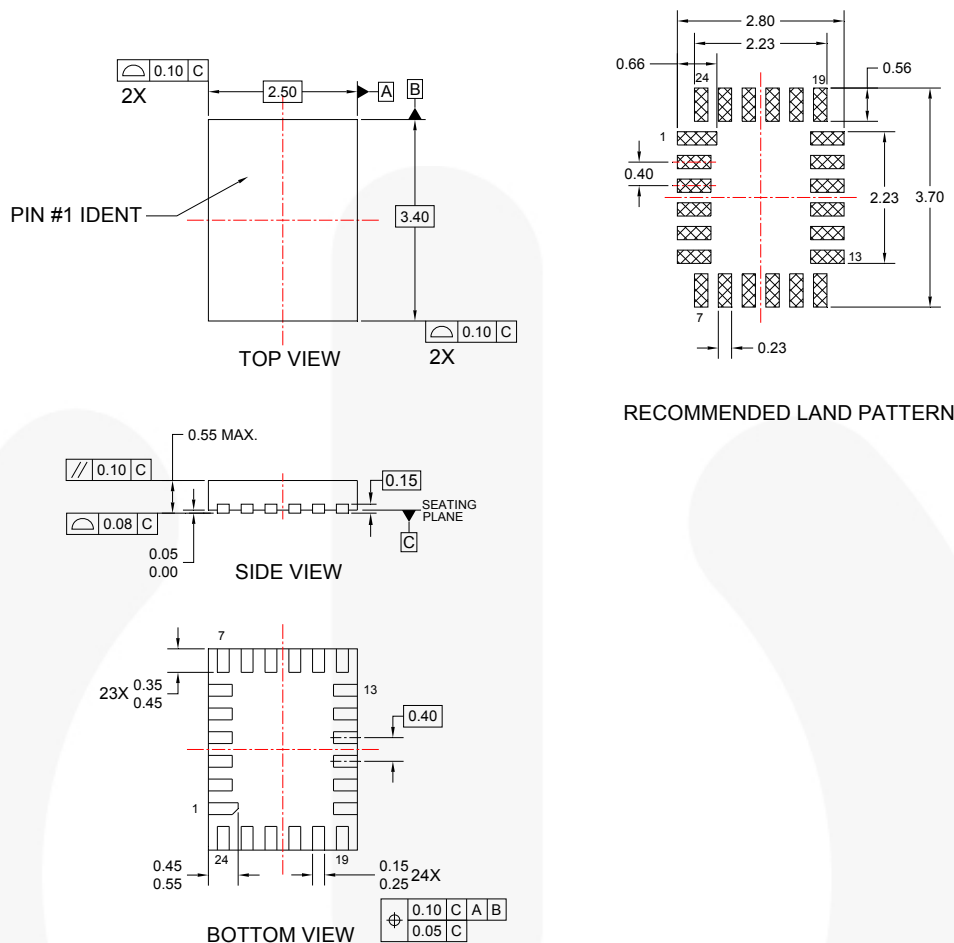 0.10 C
2X
2.50
A
B
PIN #1 IDENT
3.40
0.10 C
2X
TOP VIEW
2.80
2.23
0.66
24
19
0.56
1
0.40
2.23
3.70
13
7
0.23
RECOMMENDED LAND PATTERN
0.55 MAX.
// 0.10 C
0.15
SEATING
PLANE
0.08 C
C
0.05
0.00
SIDE VIEW
7
23X 0.35
0.45
13
0.40
1
24
19
0.45
0.55
0.15
0.25 24X
0.10 C A B
0.05 C
BOTTOM VIEW